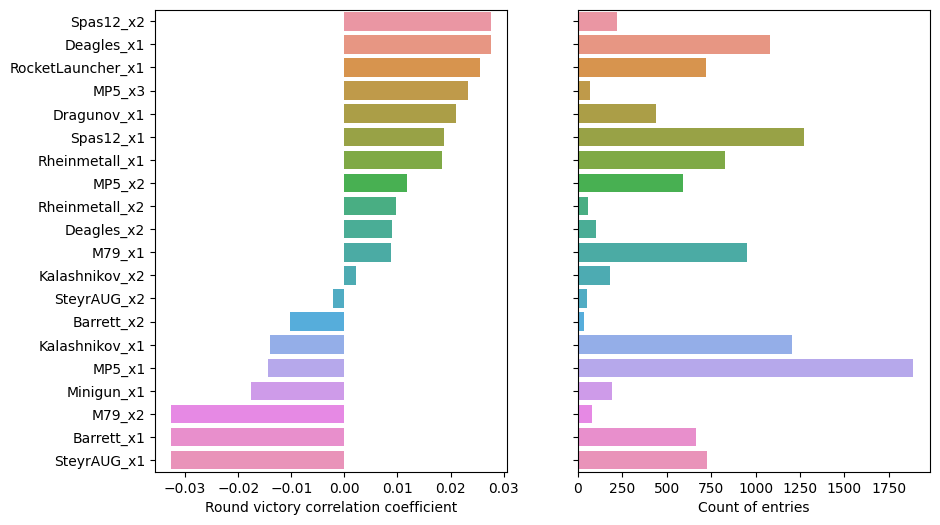 Spas12_x2
Deagles_x1
RocketLauncher_x1
MP5_x3
Dragunov_x1
Spas12_x1
Rheinmetall_x1
MP5_x2
Rheinmetall_x2
Deagles_x2
M79_x1
Kalashnikov_x2
SteyrAUG_x2
Barrett_x2
Kalashnikov_x1
MP5_x1
Minigun_x1
M79_x2
Barrett_x1
SteyrAUG_x1
−0.03 −0.02 −0.01 0.00 0.01 0.02 0.03
Round victory correlation coefficient
0 250 500 750 1000 1250 1500 1750
Count of entries